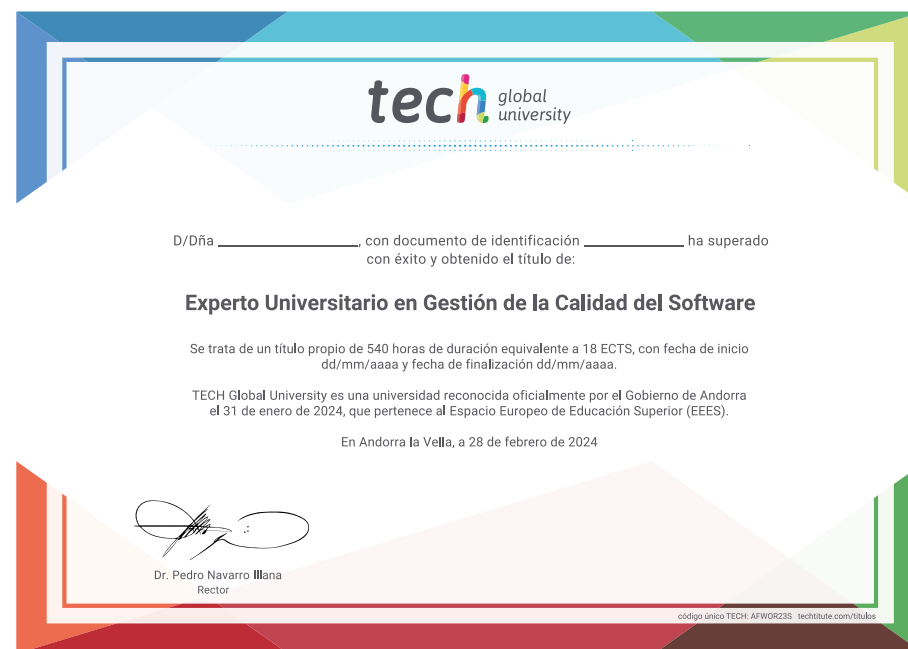 tech global university
D/Dña ____________________, con documento de identificación ______________ ha superado
con éxito y obtenido el título de:
Experto Universitario en Gestión de la Calidad del Software
Se trata de un título propio de 540 horas de duración equivalente a 18 ECTS, con fecha de inicio
dd/mm/aaaa y fecha de finalización dd/mm/aaaa.
TECH Global University es una universidad reconocida oficialmente por el Gobierno de Andorra
el 31 de enero de 2024, que pertenece al Espacio Europeo de Educación Superior (EEES).
En Andorra la Vella, a 28 de febrero de 2024
Dr. Pedro Navarro Illana
Rector
código único TECH: AFWOR23S techtitute.com/titulos